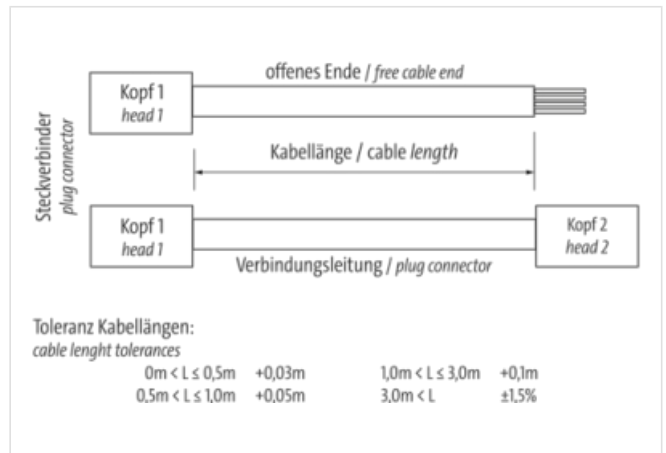 offenes Ende / free cable end
Kopf 1
head 1
Steckverbinder
plug connector
Kabellänge / cable length
Kopf 1
head 1
Kopf 2
head 2
Verbindungsleitung / plug connector
Toleranz Kabellängen:
cable lenght tolerances
0m < L ≤ 0,5m +0,03m 1,0m < L ≤ 3,0m +0,1m
0,5m < L ≤ 1,0m +0,05m 3,0m < L ±1,5%